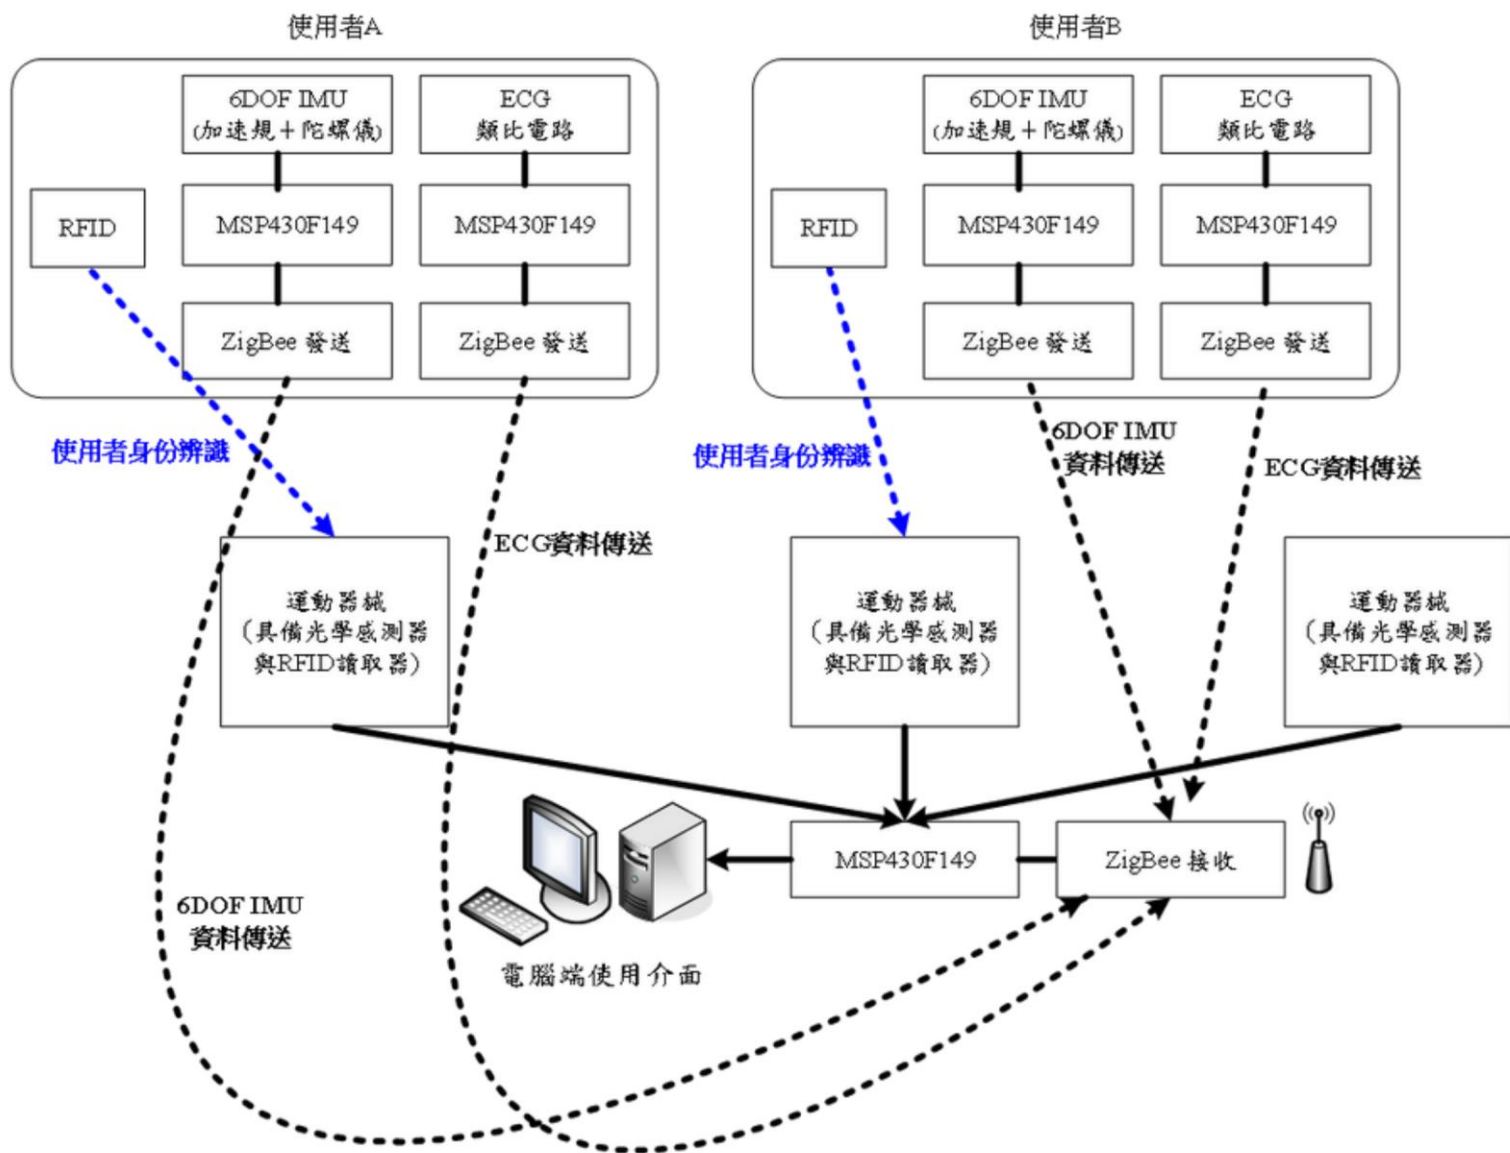 使用者A
使用者B
6DOF IMU
(加速規＋陀螺儀)
ECG
類比電路
6DOF IMU
(加速規＋陀螺儀)
ECG
類比電路
RFID
MSP430F149
MSP430F149
RFID
MSP430F149
MSP430F149
ZigBee 發送
ZigBee 發送
ZigBee 發送
ZigBee 發送
使用者身份辨識
使用者身份辨識
6DOF IMU
資料傳送
ECG資料傳送
ECG資料傳送
運動器械
(具備光學感測器
與RFID讀取器)
運動器械
(具備光學感測器
與RFID讀取器)
運動器械
(具備光學感測器
與RFID讀取器)
MSP430F149
ZigBee 接收
6DOF IMU
資料傳送
電腦端使用介面